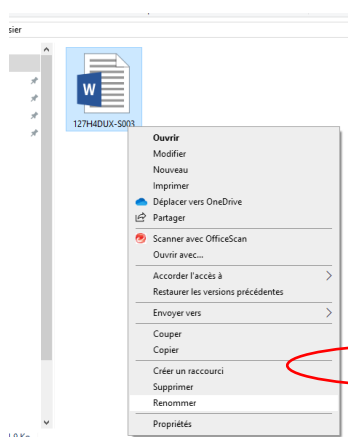 sier
W
127H4DUX-S003
Ouvrir
Modifier
Nouveau
Imprimer
Déplacer vers OneDrive
Partager
Scanner avec OfficeScan
Ouvrir avec...
Accorder l'accès à
Restaurer les versions précédentes
Envoyer vers
Couper
Copier
Créer un raccourci
Supprimer
Renommer
Propriétés